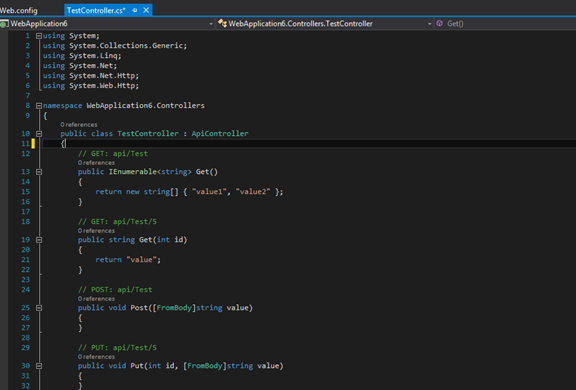 Web.config
TestController.cs*
WebApplication6
WebApplication6.Controllers.TestController
Get()
1 using System;
2 using System.Collections.Generic;
3 using System.Linq;
4 using System.Net;
5 using System.Net.Http;
6 using System.Web.Http;
7
8 namespace WebApplication6.Controllers
9 {
0 references
10 public class TestController : ApiController
11 {
12 // GET: api/Test
0 references
13 public IEnumerable<string> Get()
14 {
15 return new string[] { "value1", "value2" };
16 }
17
18 // GET: api/Test/5
0 references
19 public string Get(int id)
20 {
21 return "value";
22 }
23
24 // POST: api/Test
0 references
25 public void Post([FromBody]string value)
26 {
27 }
28
29 // PUT: api/Test/5
0 references
30 public void Put(int id, [FromBody]string value)
31 {
32 }